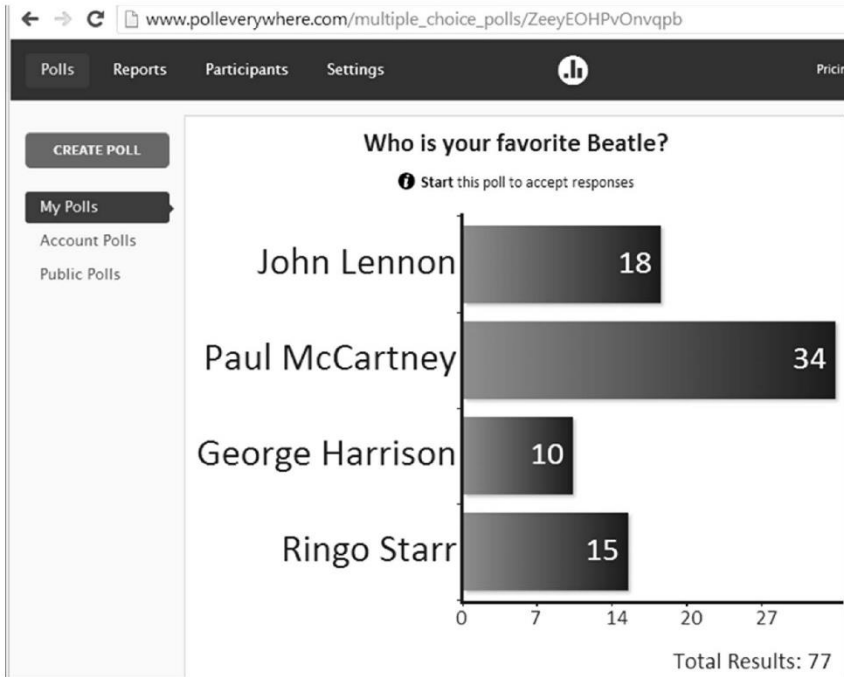 www.polleverywhere.com/multiple_choice_polls/ZeeyEOHPvOnvqpb
Polls Reports Participants Settings Pricin
CREATE POLL
My Polls
Account Polls
Public Polls
Who is your favorite Beatle?
Start this poll to accept responses
John Lennon 18
Paul McCartney 34
George Harrison 10
Ringo Starr 15
0 7 14 20 27
Total Results: 77